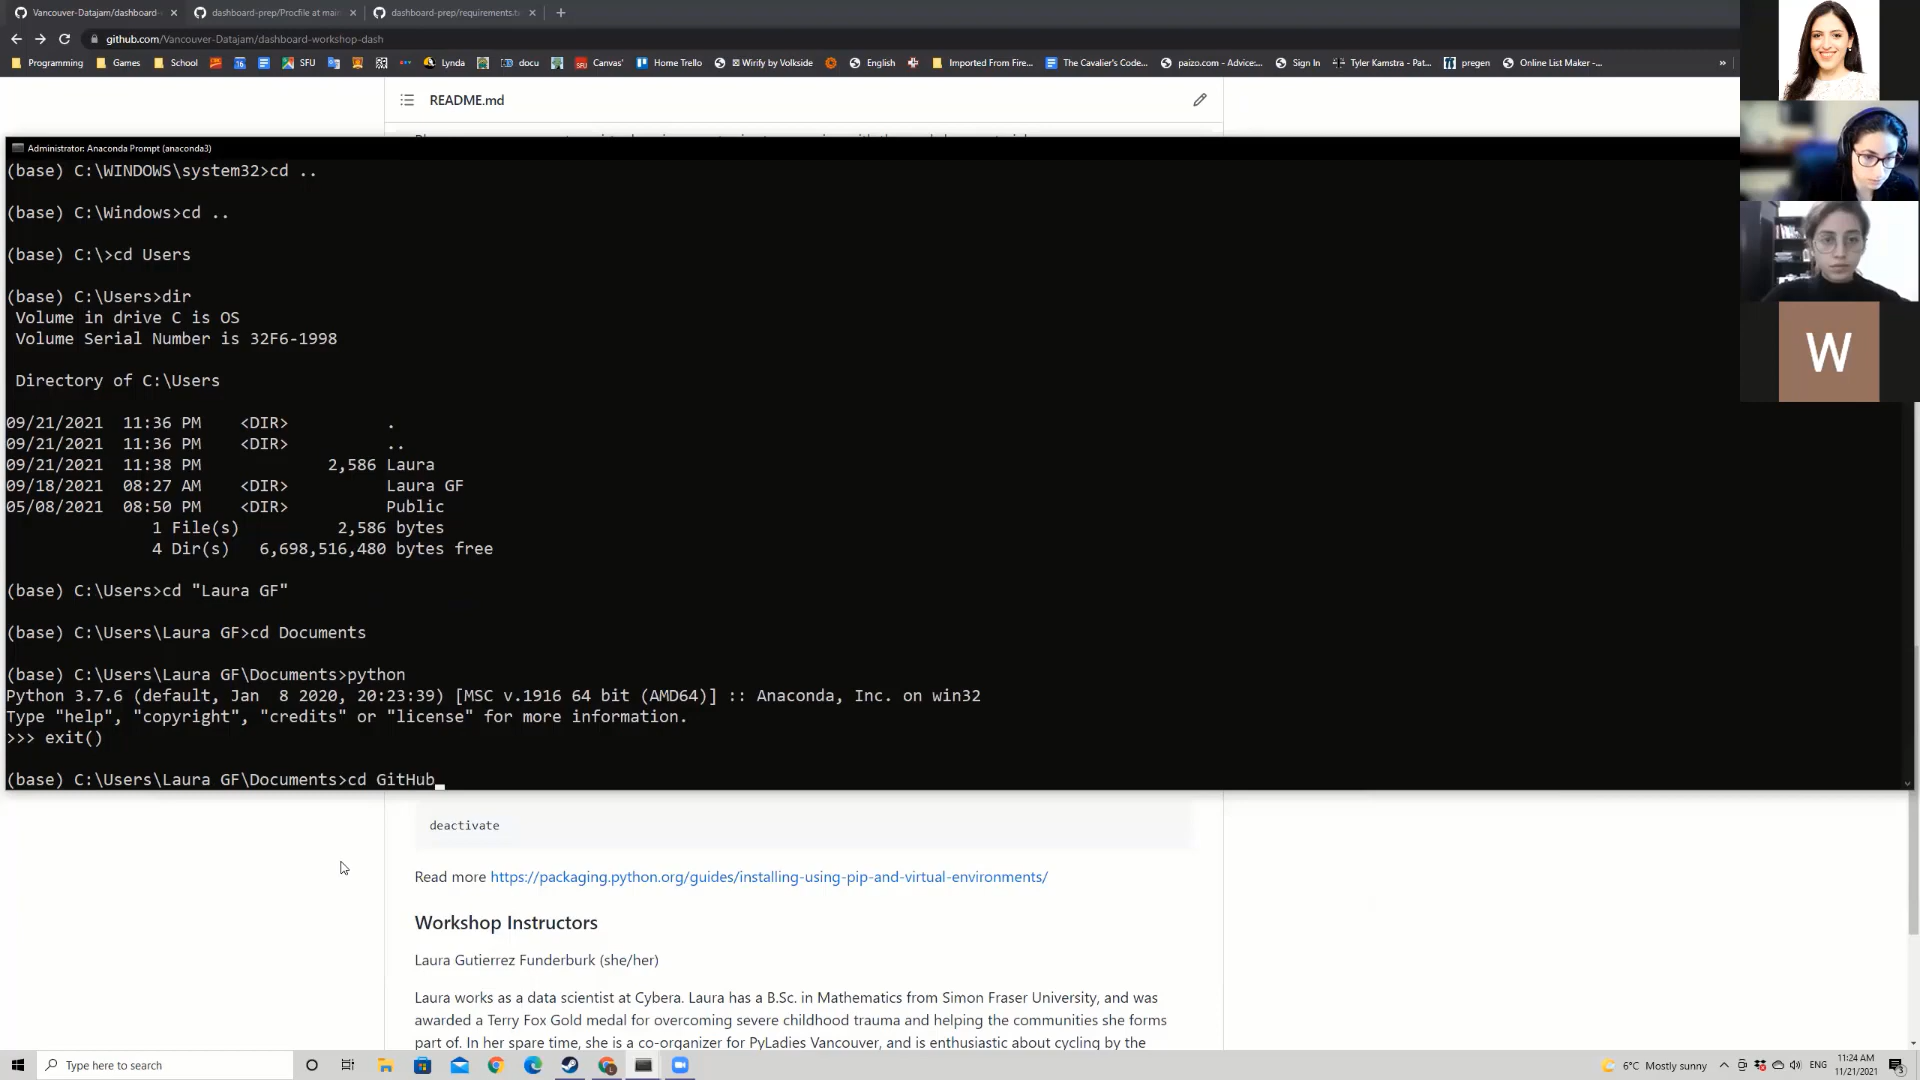 Vancouver-Datajam/dashboard-
dashboard-prep/Procfile at main
dashboard-prep/requirements.t
github.com/Vancouver-Datajam/dashboard-workshop-dash
Programming
Games
School
SFU
Lynda
docu
Canvas'
Home Trello
Wirify by Volkside
English
Imported From Fire...
The Cavalier's Code...
paizo.com - Advice:...
Sign In
Tyler Kamstra - Pat...
pregen
Online List Maker -...
README.md
Administrator: Anaconda Prompt (anaconda3)
(base) C:\WINDOWS\system32>cd ..
(base) C:\Windows>cd ..
(base) C:\>cd Users
(base) C:\Users>dir
Volume in drive C is OS
Volume Serial Number is 32F6-1998
Directory of C:\Users
09/21/2021  11:36 PM    <DIR>          .
09/21/2021  11:36 PM    <DIR>          ..
09/21/2021  11:38 PM             2,586 Laura
09/18/2021  08:27 AM    <DIR>          Laura GF
05/08/2021  08:50 PM    <DIR>          Public
1 File(s)          2,586 bytes
4 Dir(s)   6,698,516,480 bytes free
(base) C:\Users>cd "Laura GF"
(base) C:\Users\Laura GF>cd Documents
(base) C:\Users\Laura GF\Documents>python
Python 3.7.6 (default, Jan  8 2020, 20:23:39) [MSC v.1916 64 bit (AMD64)] :: Anaconda, Inc. on win32
Type "help", "copyright", "credits" or "license" for more information.
>>> exit()
(base) C:\Users\Laura GF\Documents>cd GitHub
W
deactivate
Read more https://packaging.python.org/guides/installing-using-pip-and-virtual-environments/
Workshop Instructors
Laura Gutierrez Funderburk (she/her)
Laura works as a data scientist at Cybera. Laura has a B.Sc. in Mathematics from Simon Fraser University, and was
awarded a Terry Fox Gold medal for overcoming severe childhood trauma and helping the communities she forms
part of. In her spare time, she is a co-organizer for PyLadies Vancouver, and is enthusiastic about cycling by the
Type here to search
6°C Mostly sunny
ENG
11:24 AM
11/21/2021